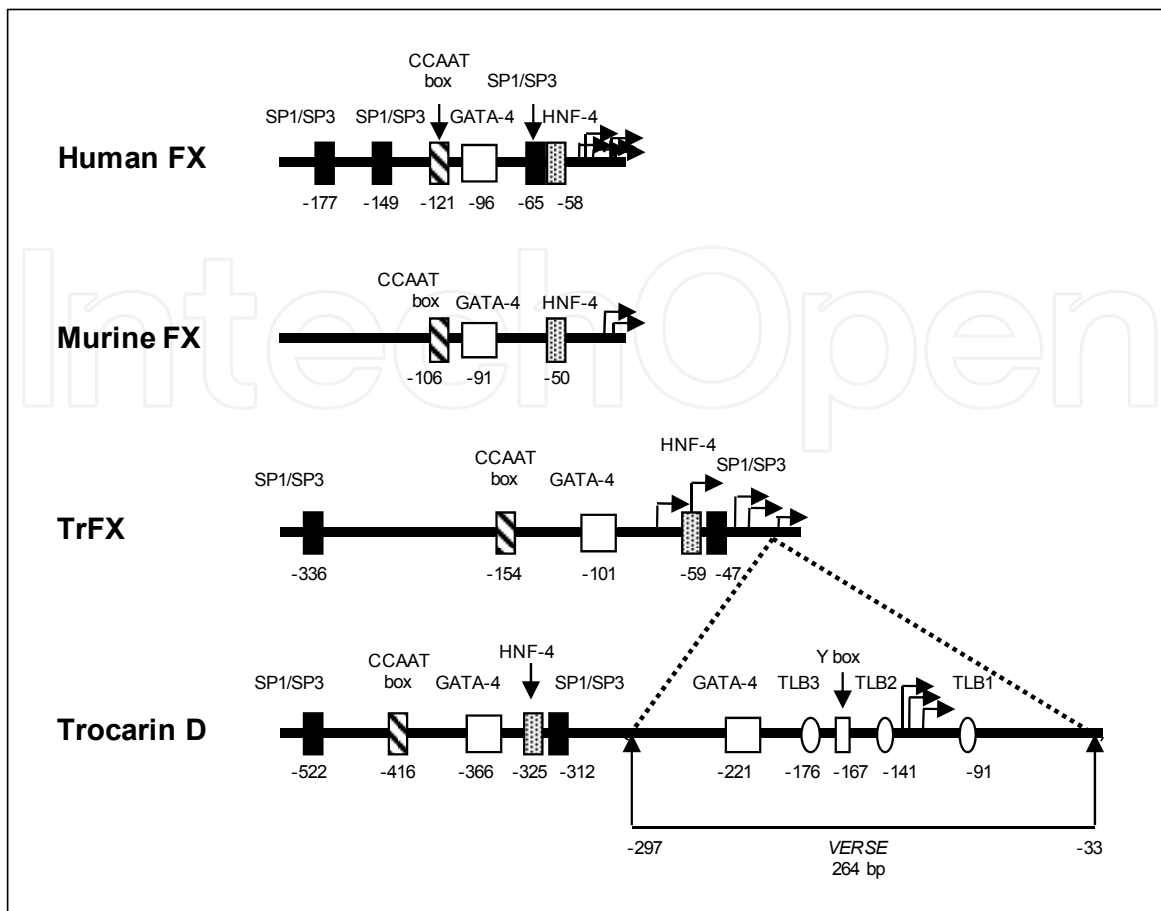 CCAAT
box
SP1/SP3
SP1/SP3
SP1/SP3
GATA-4
HNF-4
Human FX
-177
-149
-121
-96
-65
-58
CCAAT
box
GATA-4
HNF-4
Murine FX
-106
-91
-50
IntechOpen
HNF-4
SP1/SP3
CCAAT
box
GATA-4
SP1/SP3
TrFX
-336
-154
-101
-59
-47
HNF-4
Y box
SP1/SP3
CCAAT
box
GATA-4
SP1/SP3
GATA-4
TLB3
TLB2
TLB1
Trocarin D
-522
-416
-366
-325
-312
-221
-176
-167
-141
-91
-297
VERSE
264 bp
-33